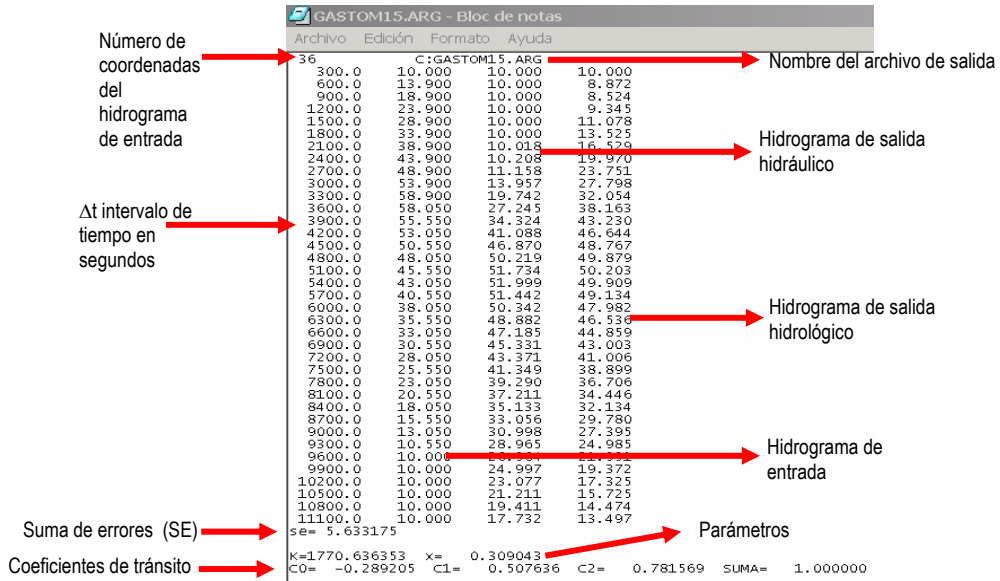 Número de
coordenadas
del
hidrograma
de entrada
Δt intervalo de
tiempo en
segundos
Suma de errores (SE)
Coeficientes de tránsito
GASTOM15.ARG - Bloc de notas
Archivo Edición Formato Ayuda
36 C:GASTOM15.ARG
300.0 10.000 10.000 10.000
600.0 13.900 10.000 8.872
900.0 18.900 10.000 8.524
1200.0 23.900 10.000 9.345
1500.0 28.900 10.000 11.078
1800.0 33.900 10.000 13.525
2100.0 38.900 10.018 16.529
2400.0 43.900 10.208 19.970
2700.0 48.900 11.158 23.751
3000.0 53.900 13.957 27.798
3300.0 58.900 19.742 32.054
3600.0 58.050 27.245 38.163
3900.0 55.550 34.324 43.230
4200.0 53.050 41.088 46.644
4500.0 50.550 46.870 48.767
4800.0 48.050 50.219 49.879
5100.0 45.550 51.734 50.203
5400.0 43.050 51.999 49.909
5700.0 40.550 51.442 49.134
6000.0 38.050 50.342 47.982
6300.0 35.550 48.882 46.536
6600.0 33.050 47.185 44.859
6900.0 30.550 45.331 43.003
7200.0 28.050 43.371 41.006
7500.0 25.550 41.349 38.899
7800.0 23.050 39.290 36.706
8100.0 20.550 37.211 34.446
8400.0 18.050 35.133 32.134
8700.0 15.550 33.056 29.780
9000.0 13.050 30.998 27.395
9300.0 10.550 28.965 24.985
9600.0 10.000
9900.0 10.000 24.997 19.372
10200.0 10.000 23.077 17.325
10500.0 10.000 21.211 15.725
10800.0 10.000 19.411 14.474
11100.0 10.000 17.732 13.497
se= 5.633175
K=1770.636353 x= 0.309043
C0= -0.289205 C1= 0.507636 C2= 0.781569 SUMA= 1.000000
Nombre del archivo de salida
Hidrograma de salida
hidráulico
Hidrograma de salida
hidrológico
Hidrograma de
entrada
Parámetros